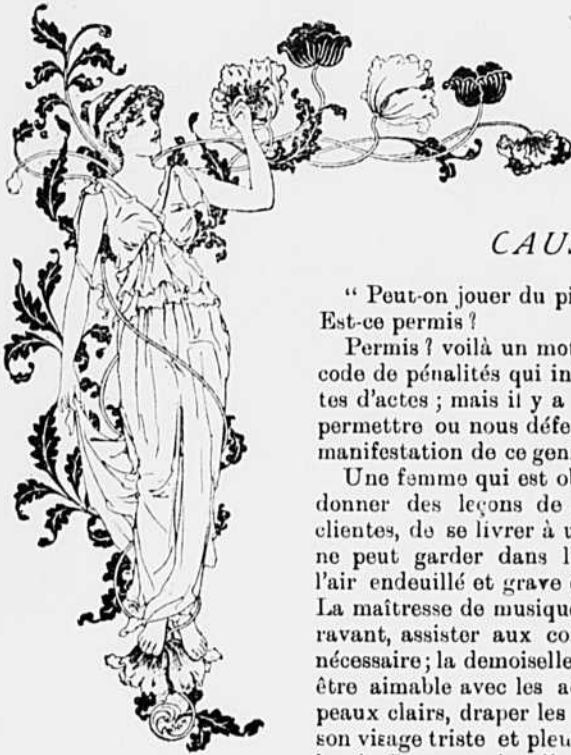 CAUS
“ Peut-on jouer du pi
Est-ce permis ?
Permis ? voilà un mot
code de pénalités qui in
tes d'actes ; mais il y a
permettre ou nous défe
manifestation de ce gen
Une femme qui est ob
donner des leçons de
clientes, de se livrer à u
ne peut garder dans l
l'air endeuillé et grave
La maîtresse de musique
ravant, assister aux co
nécessaire ; la demoiselle
être aimable avec les a
peaux clairs, draper les
son visage triste et pleu